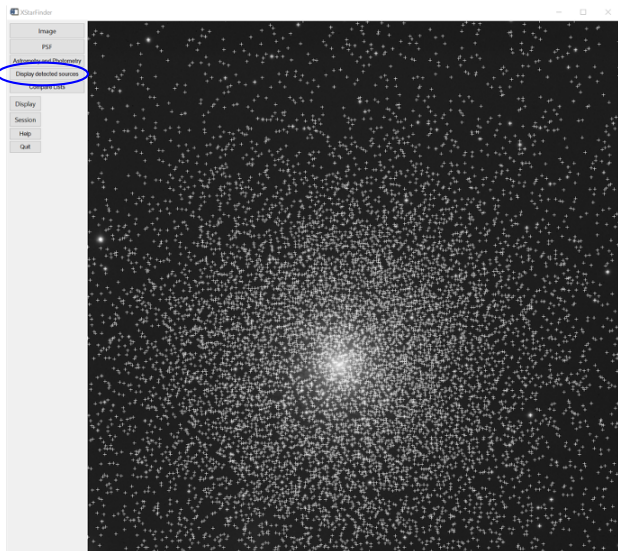 XStarFinder
Image
PSF
Astrometry and Photometry
Display detected sources
Compare Lists
Display
Session
Help
Quit